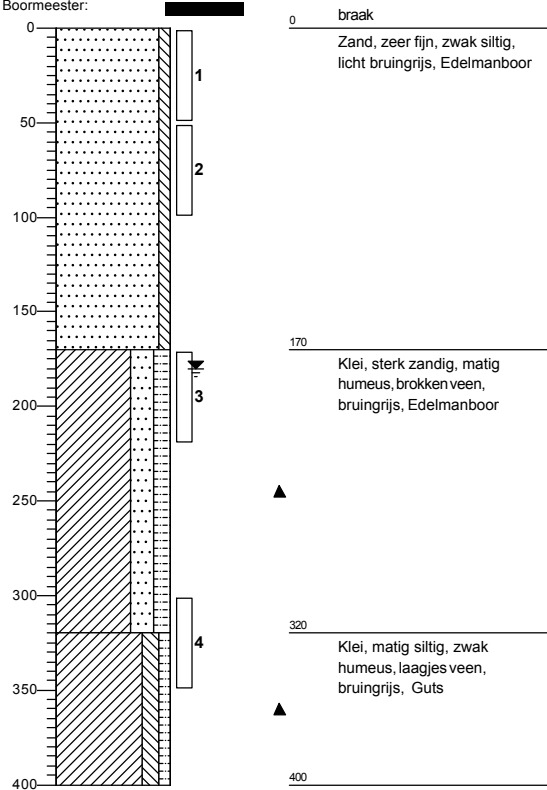 Boormeester:
0
50
100
150
200
250
300
350
400
1
2
3
4
0
braak
Zand, zeer fijn, zwak siltig,
licht bruingrijs, Edelmanboor
170
Klei, sterk zandig, matig
humeus, brokken veen,
bruingrijs, Edelmanboor
320
Klei, matig siltig, zwak
humeus, laagjes veen,
bruingrijs, Guts
400